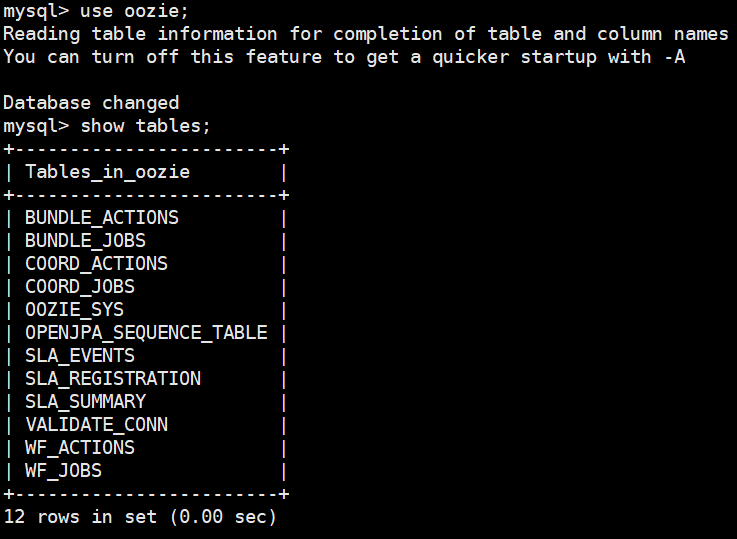 mysql> use oozie;
Reading table information for completion of table and column names
You can turn off this feature to get a quicker startup with -A

Database changed
mysql> show tables;
+------------------------+
| Tables_in_oozie        |
+------------------------+
| BUNDLE_ACTIONS         |
| BUNDLE_JOBS            |
| COORD_ACTIONS          |
| COORD_JOBS             |
| OOZIE_SYS              |
| OPENJPA_SEQUENCE_TABLE |
| SLA_EVENTS             |
| SLA_REGISTRATION       |
| SLA_SUMMARY            |
| VALIDATE_CONN          |
| WF_ACTIONS             |
| WF_JOBS                |
+------------------------+
12 rows in set (0.00 sec)